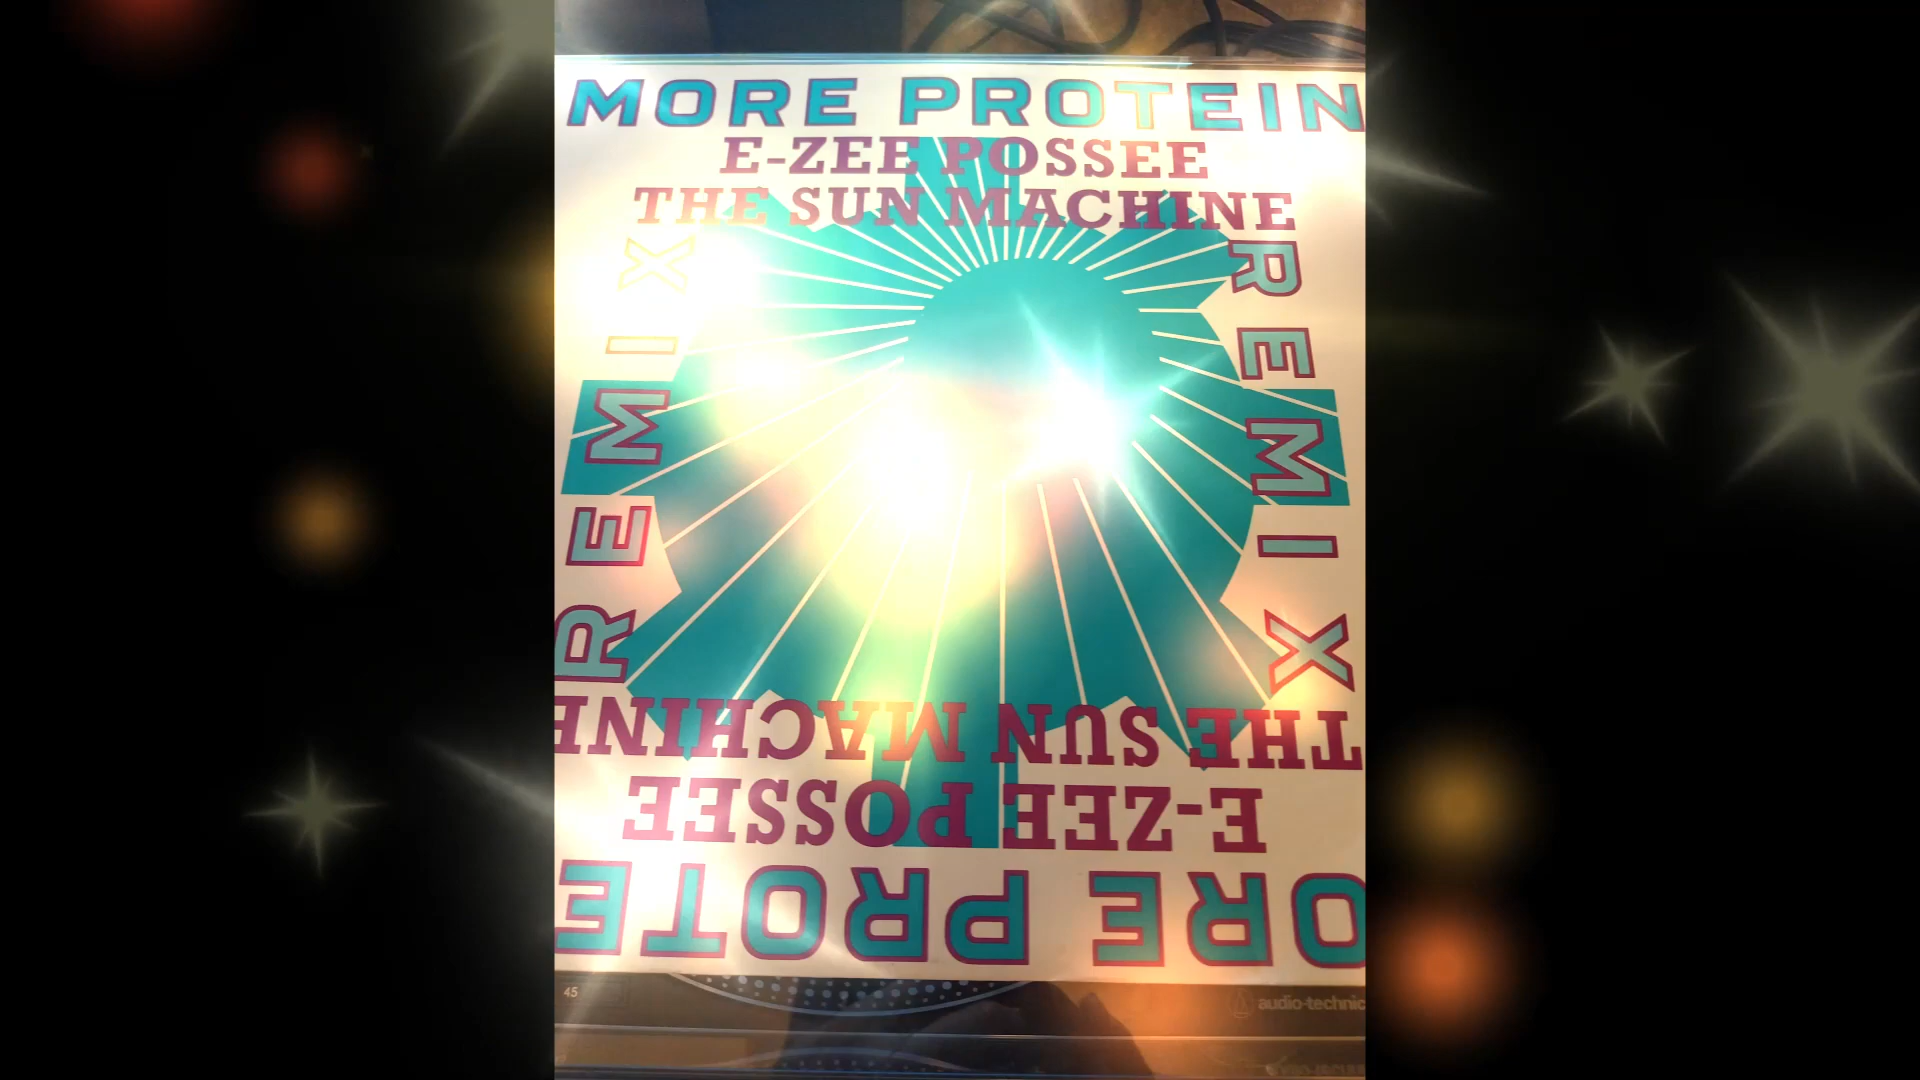 MORE PROTEIN
E-ZEE POSSEE
THE SUN MACHINE
REMIX
REMIX
THE SUN MACHINE
E-ZEE POSSEE
ORE PROTE
45
audio-technic